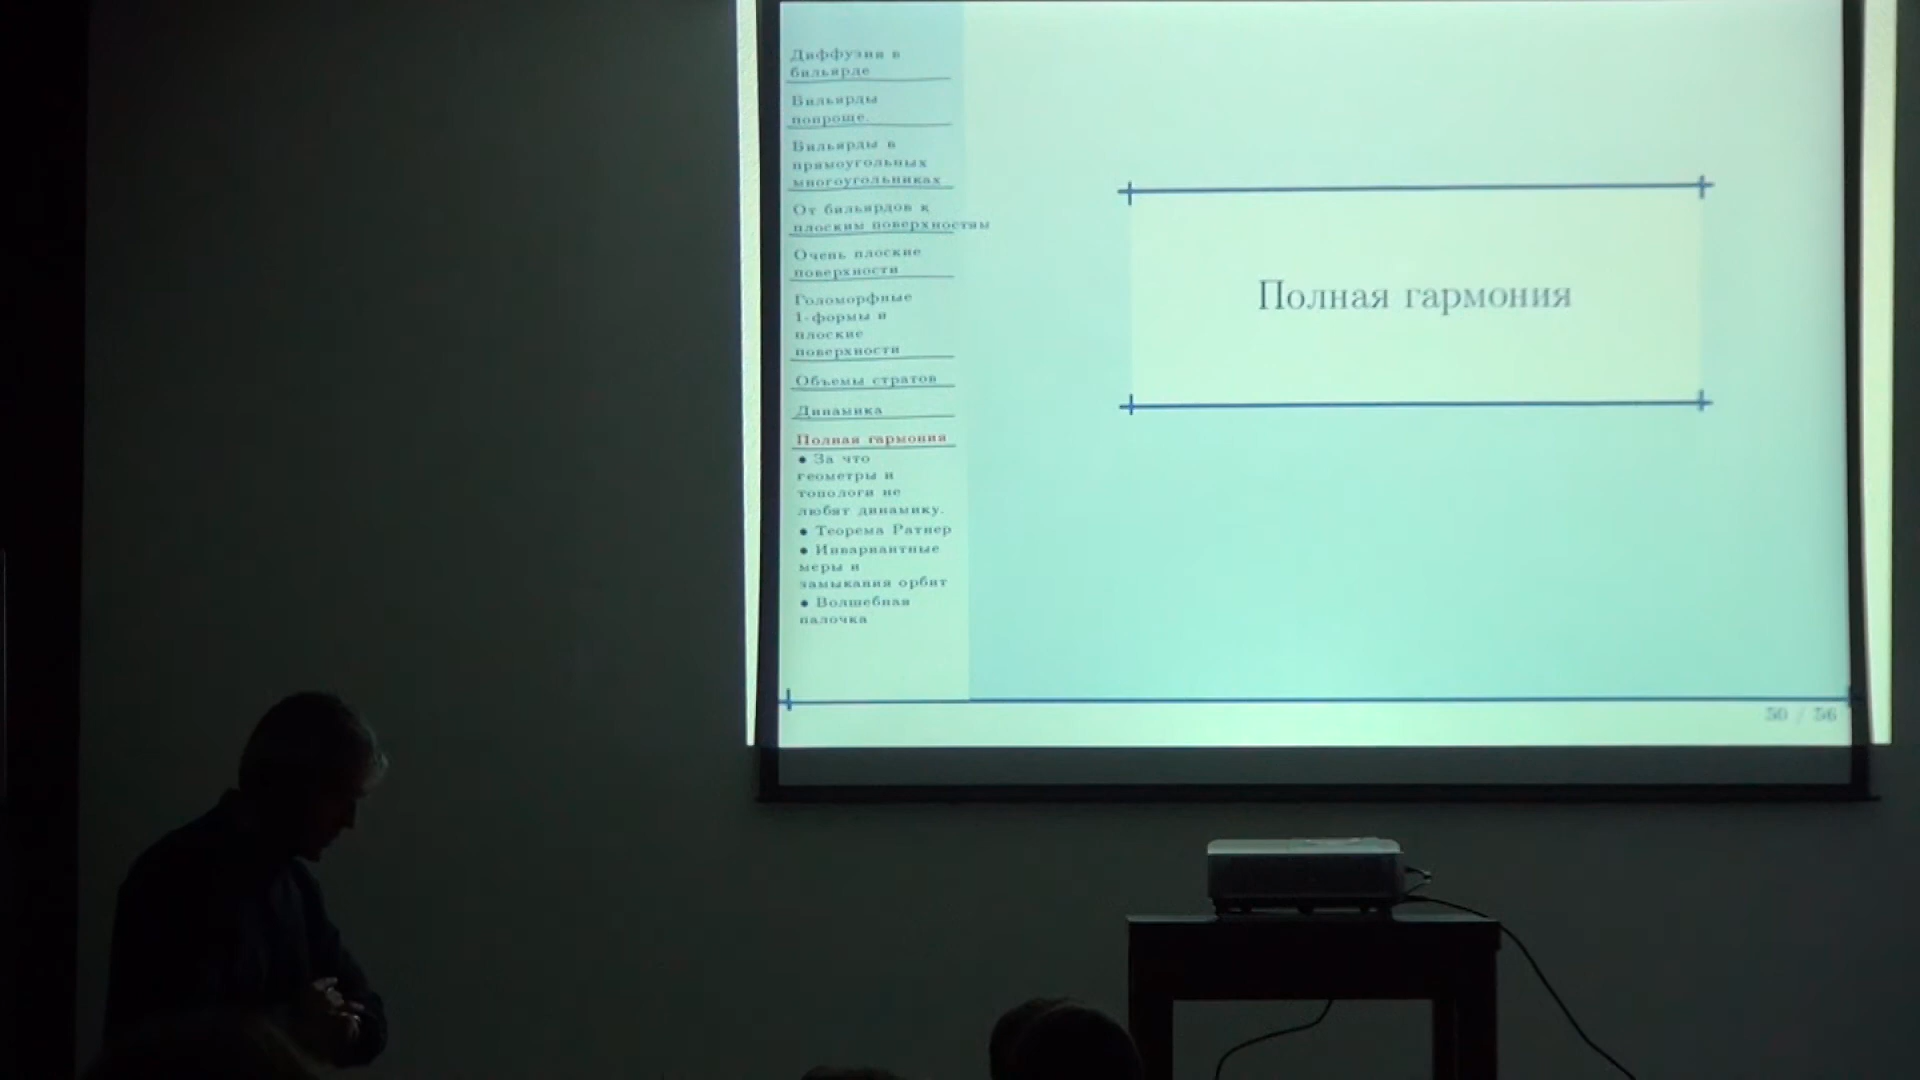 Диффузия в
бильярде
Бильярды
попроще.
Бильярды в
прямоугольных
многоугольниках
От бильярдов к
плоским поверхностям
Очень плоские
поверхности
Голоморфные
1-формы и
плоские
поверхности
Объемы стратов
Динамика
Полная гармония
● За что
геометры и
топологи не
любят динамику.
● Теорема Ратнер
● Инвариантные
меры и
замыкания орбит
● Волшебная
палочка
Полная гармония
50 / 56